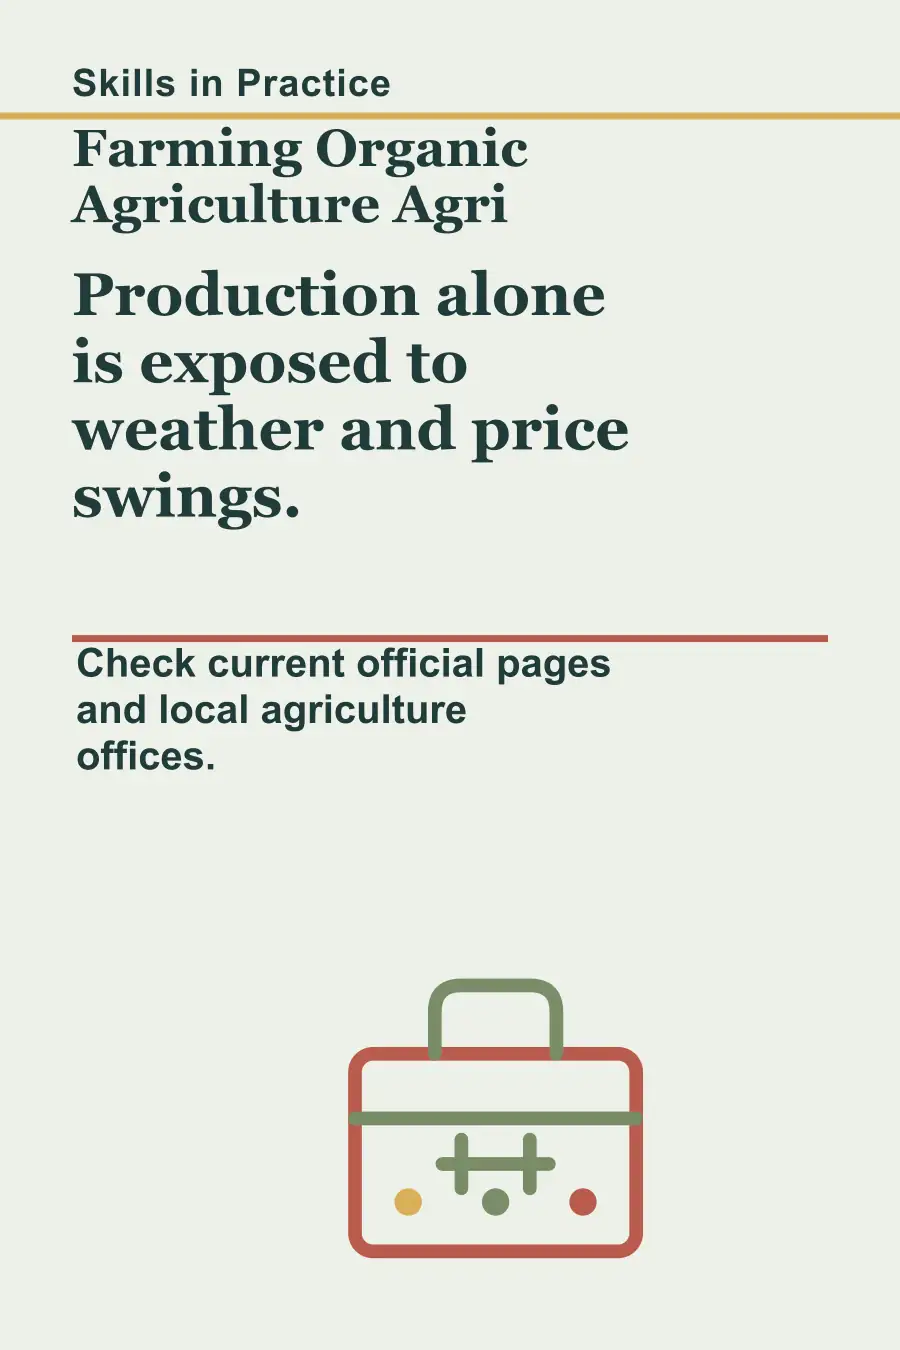 Skills in Practice
Farming Organic
Agriculture Agri
Production alone
is exposed to
weather and price
swings.
Check current official pages
and local agriculture
offices.